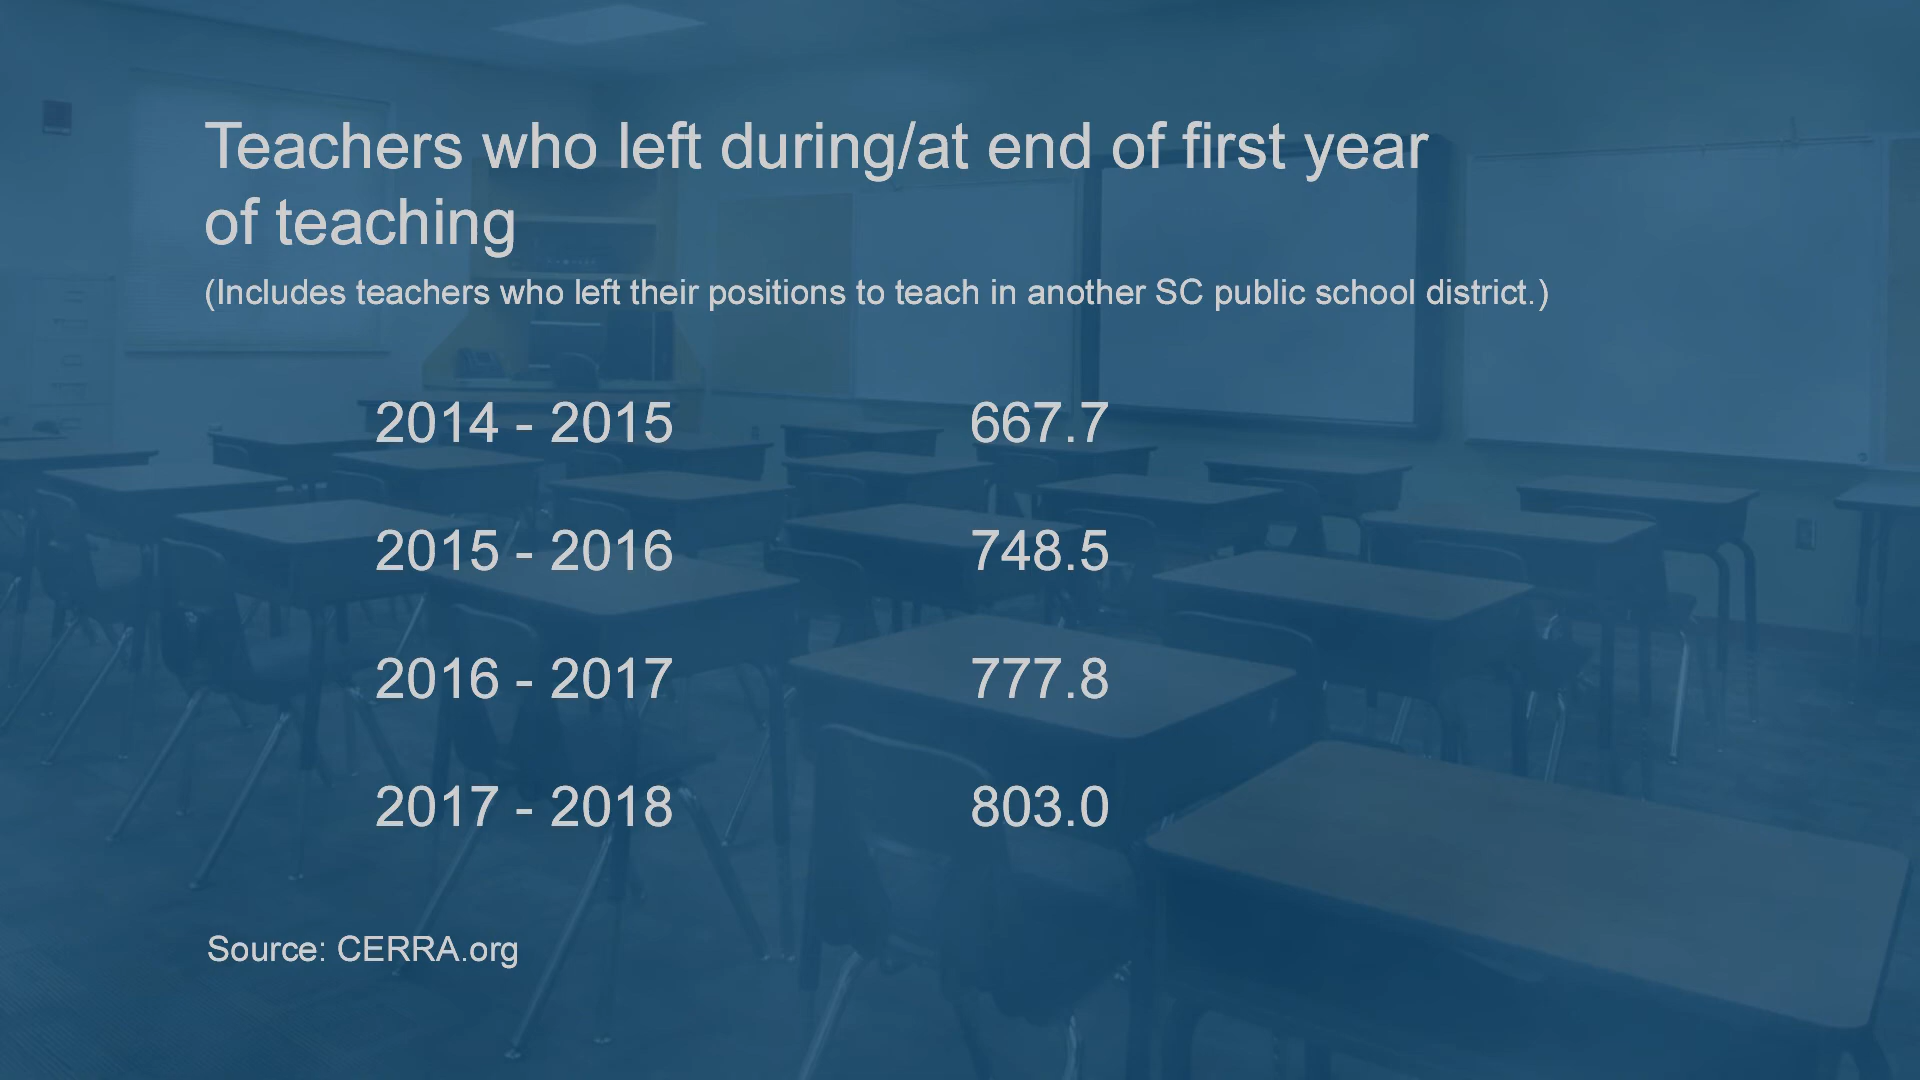 Teachers who left during/at end of first year
of teaching
(Includes teachers who left their positions to teach in another SC public school district.)
2014 - 2015 667.7
2015 - 2016 748.5
2016 - 2017 777.8
2017 - 2018 803.0
Source: CERRA.org